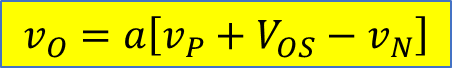 v_O = a[v_P + V_OS − v_N]